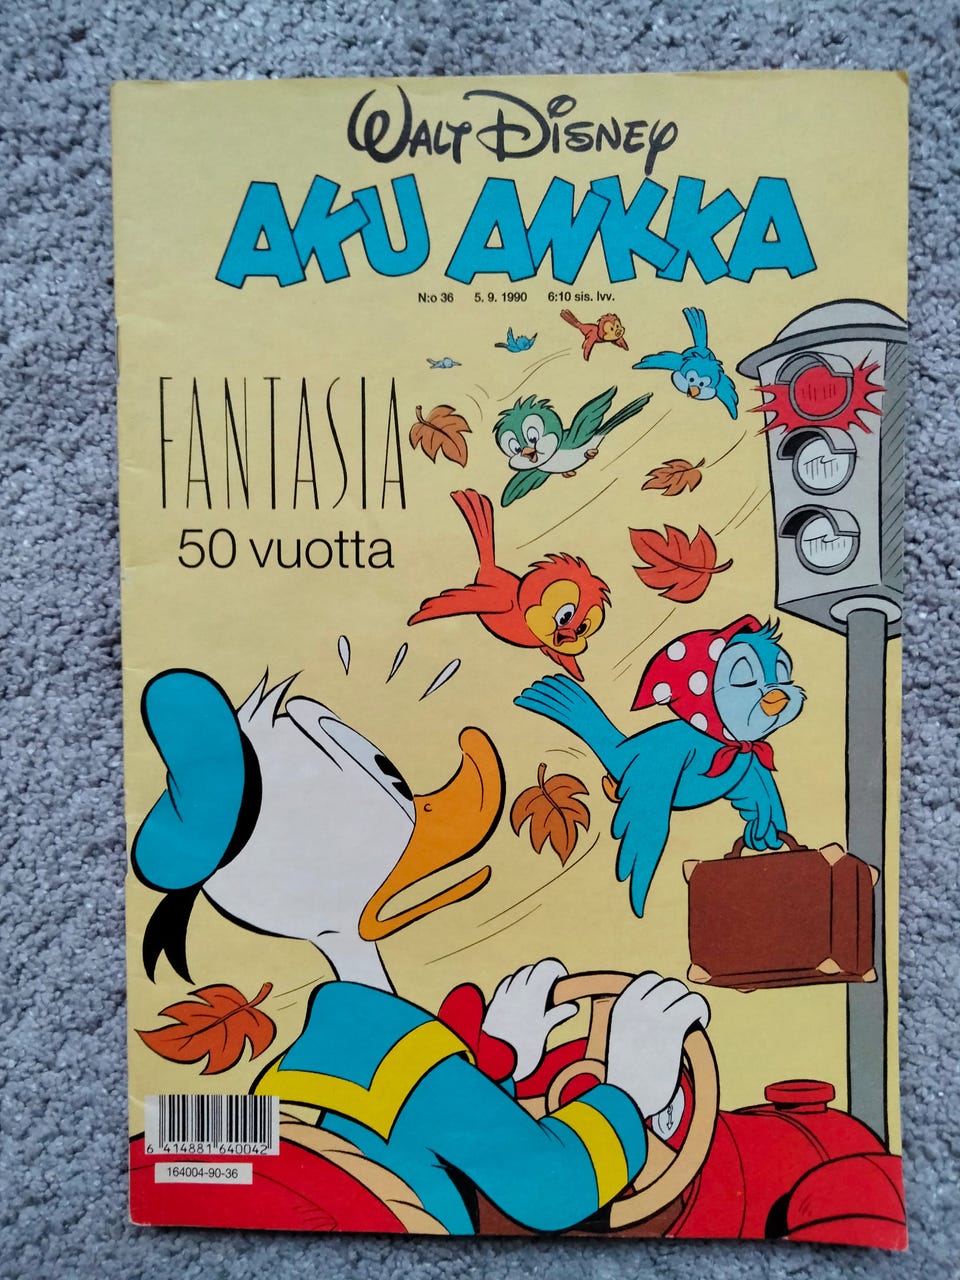 WALT DISNEY
AKU ANKKA
N:o 36 5. 9. 1990 6:10 sis. lvv.
FANTASIA
50 vuotta
6 414881 640042
164004-90-36